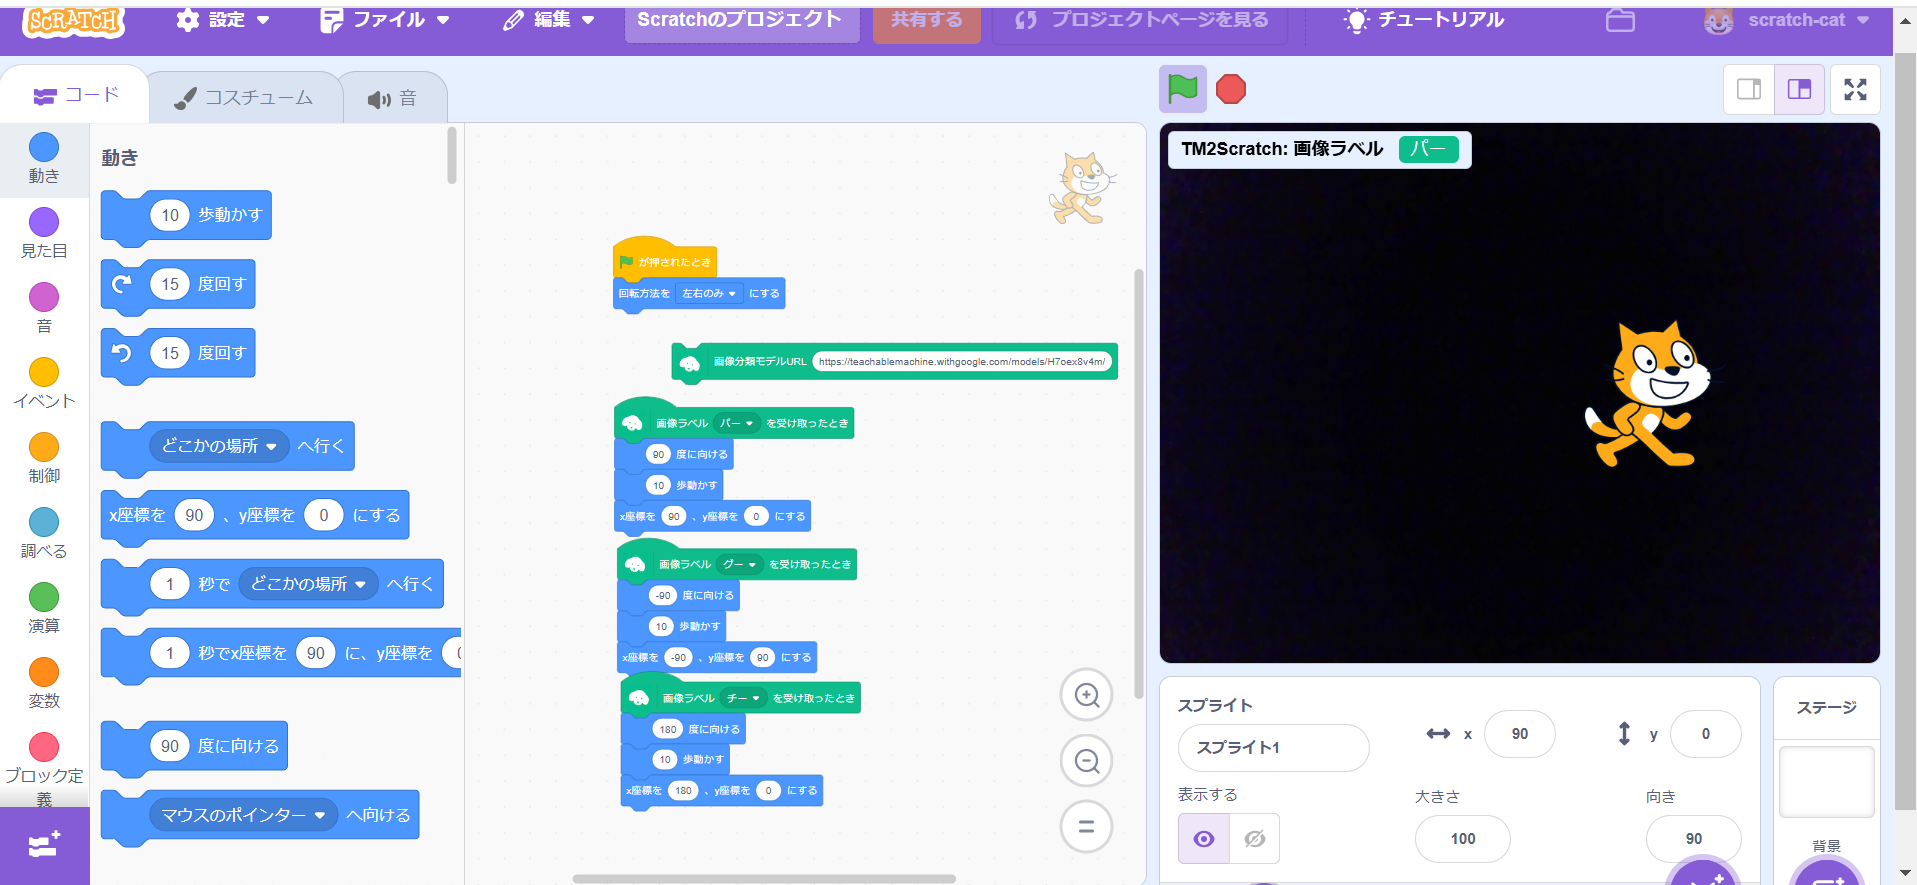 SCRATCH 設定 ファイル 編集 Scratchのプロジェクト 共有する プロジェクトページを見る チュートリアル scratch-cat
コード コスチューム 音
動き
見た目
音
イベント
制御
調べる
演算
変数
ブロック定
義
動き
10 歩動かす
15 度回す
15 度回す
どこかの場所 へ行く
x座標を 90 、y座標を 0 にする
1 秒で どこかの場所 へ行く
1 秒でx座標を 90 に、y座標を
90 度に向ける
マウスのポインター へ向ける
が押されたとき
回転方法を 左右のみ にする
画像分類モデルURL https://teachablemachine.withgoogle.com/models/H7oex8v4m/
画像ラベル パー を受け取ったとき
90 度に向ける
10 歩動かす
x座標を 90 、y座標を 0 にする
画像ラベル グー を受け取ったとき
-90 度に向ける
10 歩動かす
x座標を -90 、y座標を 90 にする
画像ラベル チー を受け取ったとき
180 度に向ける
10 歩動かす
x座標を 180 、y座標を 0 にする
TM2Scratch: 画像ラベル パー
スプライト
スプライト1 x 90 y 0
表示する 大きさ 向き
100 90
ステージ
背景